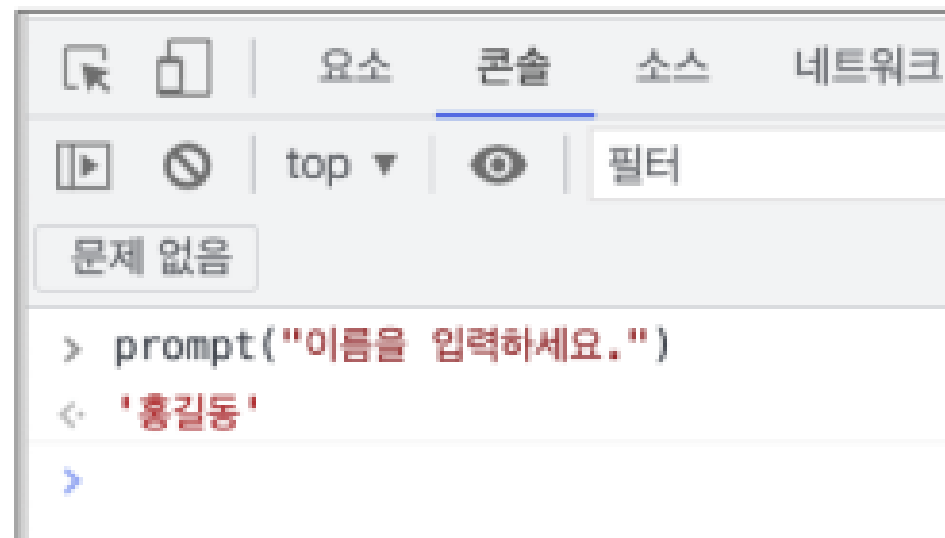 요소 콘솔 소스 네트워크
top ▼ 필터
문제 없음
> prompt("이름을 입력하세요.")
<· '홍길동'
>